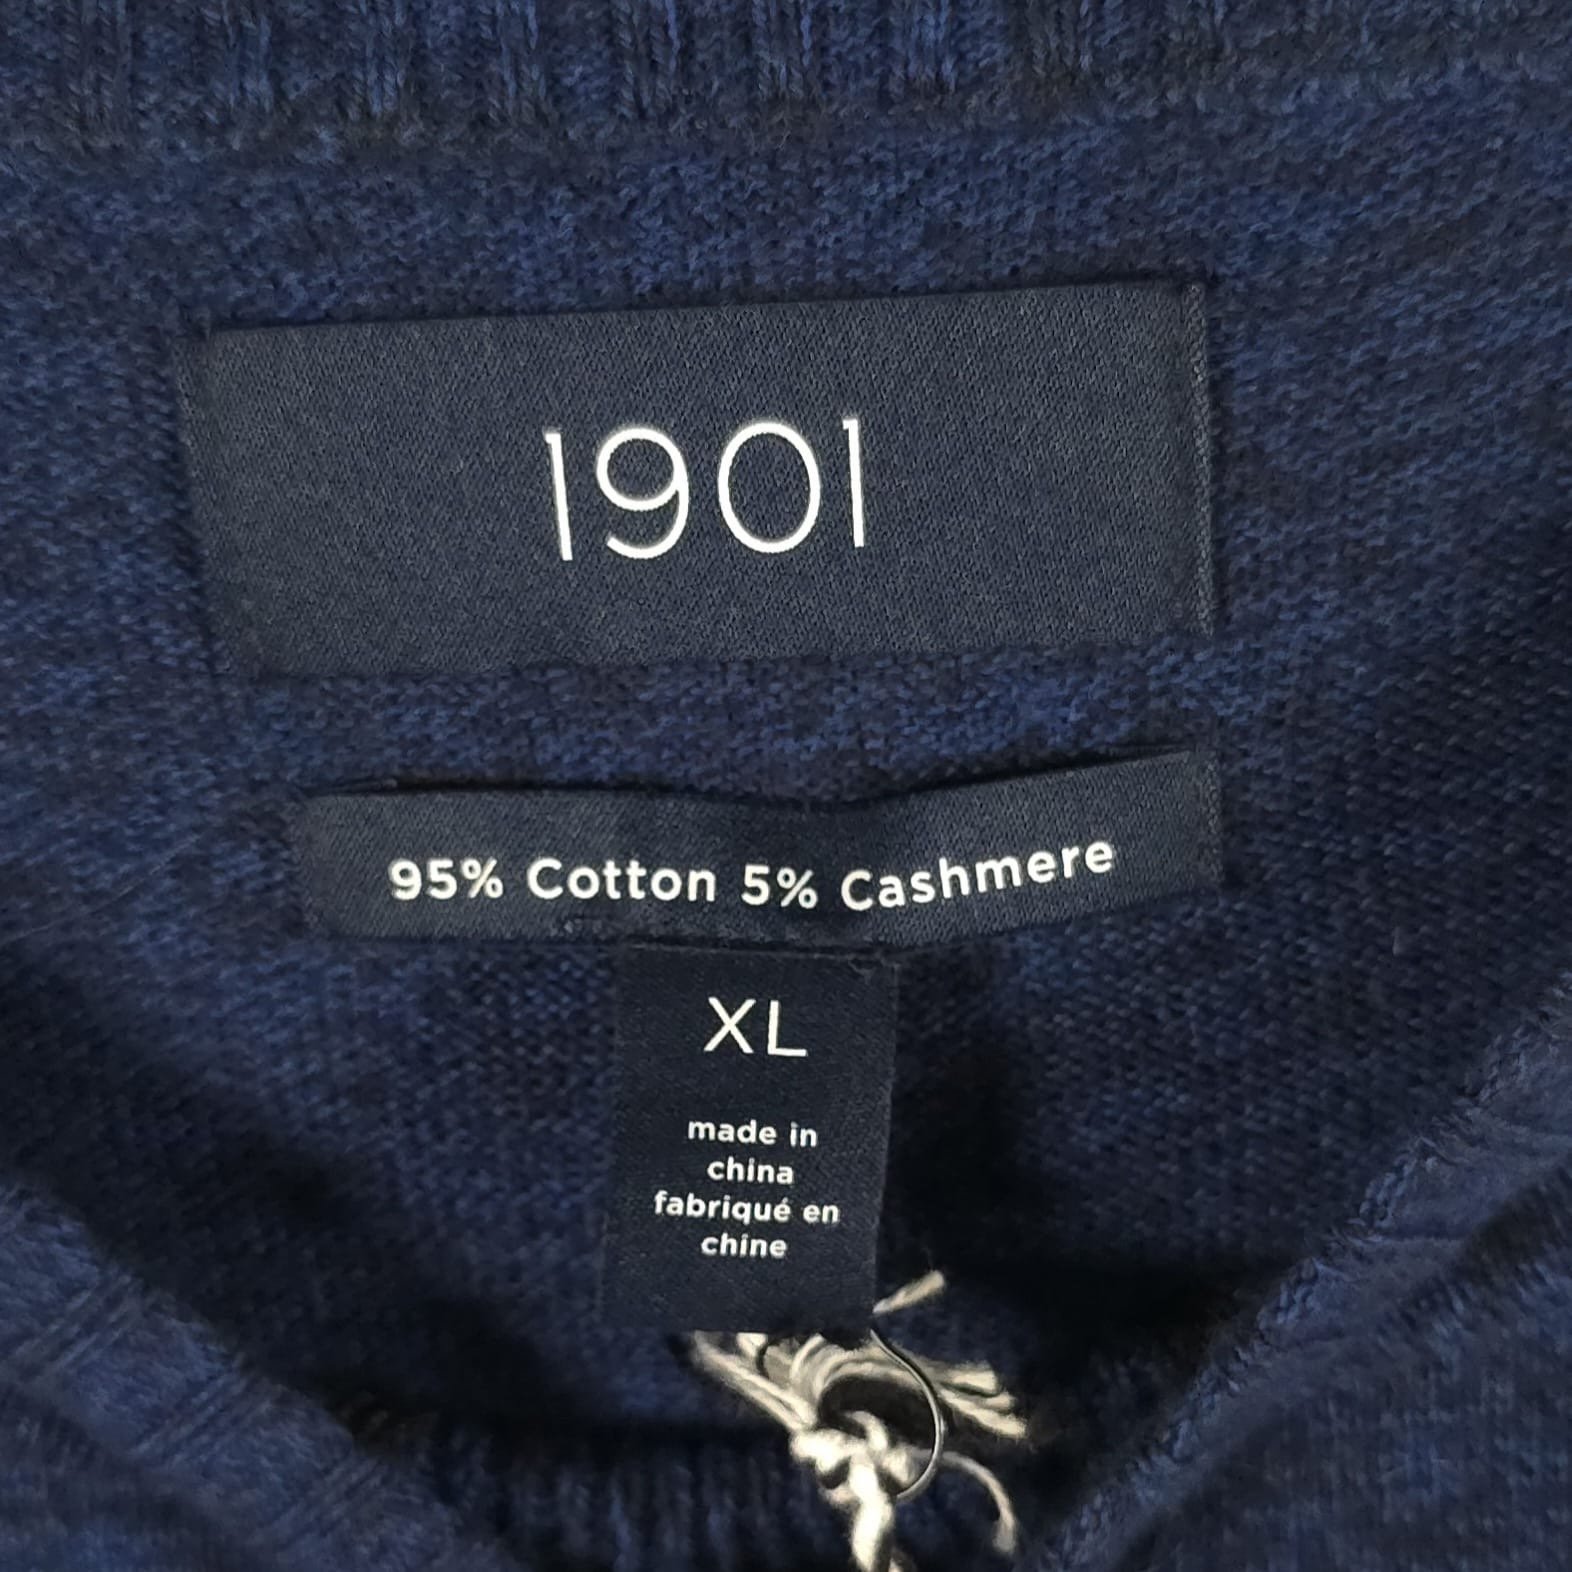 1901
95% Cotton 5% Cashmere
XL
made in
china
fabriqué en
chine